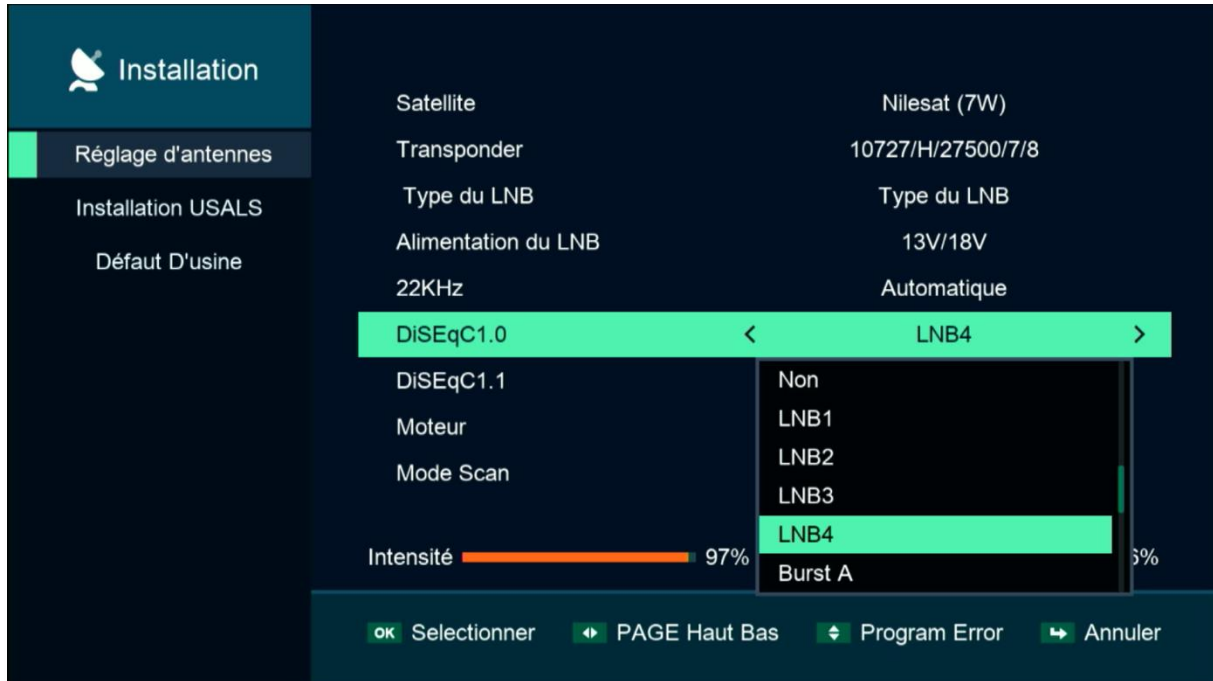 Installation
Réglage d'antennes
Installation USALS
Défaut D'usine
Satellite Nilesat (7W)
Transponder 10727/H/27500/7/8
Type du LNB Type du LNB
Alimentation du LNB 13V/18V
22KHz Automatique
DiSEqC1.0 < LNB4 >
DiSEqC1.1
Moteur
Mode Scan
Non
LNB1
LNB2
LNB3
LNB4
Burst A
Intensité 97%
OK Selectionner PAGE Haut Bas Program Error Annuler